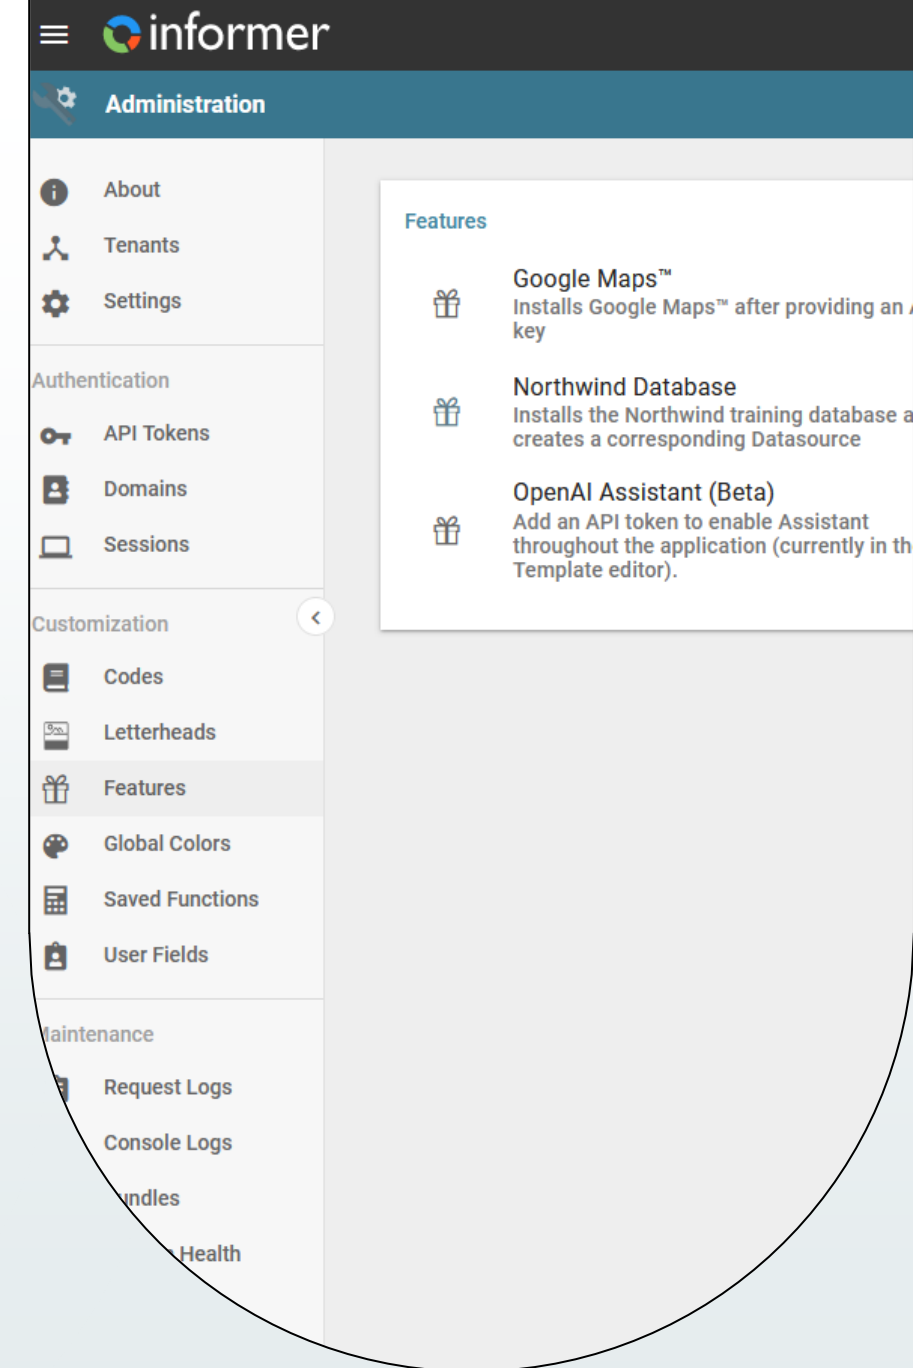 informer
Administration
About
Tenants
Settings
Authentication
API Tokens
Domains
Sessions
Customization
Codes
Letterheads
Features
Global Colors
Saved Functions
User Fields
Request Logs
Console Logs
Health
Features
Google Maps™
Installs Google Maps™ after providing an
key
Northwind Database
Installs the Northwind training database
creates a corresponding Datasource
OpenAI Assistant (Beta)
Add an API token to enable Assistant
throughout the application (currently in
Template editor).